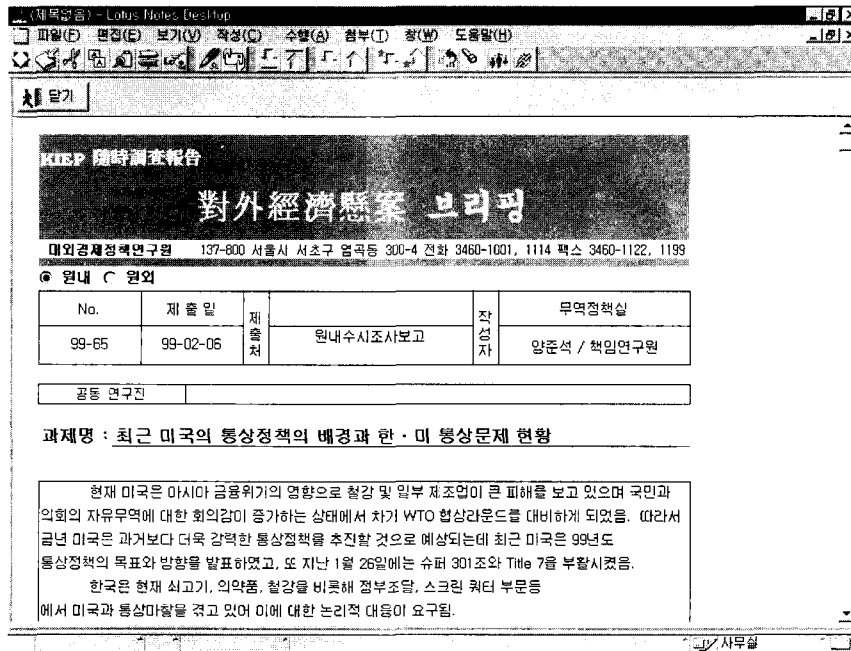 (제목없음) - Lotus Notes Desktop
파일(F) 편집(E) 보기(V) 작성(C) 수행(A) 첨부(T) 창(W) 도움말(H)
닫기
KIEP 隨時調査報告
對外經濟懸案 브리핑
대외경제정책연구원 137-800 서울시 서초구 염곡동 300-4 전화 3460-1001, 1114 팩스 3460-1122, 1199
원내 원외
No. 제 출 일 제출처 작성자 무역정책실
99-65 99-02-06 원내수시조사보고 양준석 / 책임연구원
공동 연구진
과제명 : 최근 미국의 통상정책의 배경과 한 · 미 통상문제 현황
현재 미국은 아시아 금융위기의 영향으로 철강 및 일부 제조업이 큰 피해를 보고 있으며 국민과
의회의 자유무역에 대한 회의감이 증가하는 상태에서 차기 WTO 협상라운드를 대비하게 되었음. 따라서
금년 미국은 과거보다 더욱 강력한 통상정책을 추진할 것으로 예상되는데 최근 미국은 99년도
통상정책의 목표와 방향을 발표하였고, 또 지난 1월 26일에는 슈퍼 301조와 Title 7을 부활시켰음.
한국은 현재 쇠고기, 의약품, 철강을 비롯해 정부조달, 스크린 쿼터 부문등
에서 미국과 통상마찰을 겪고 있어 이에 대한 논리적 대응이 요구됨.
사무실